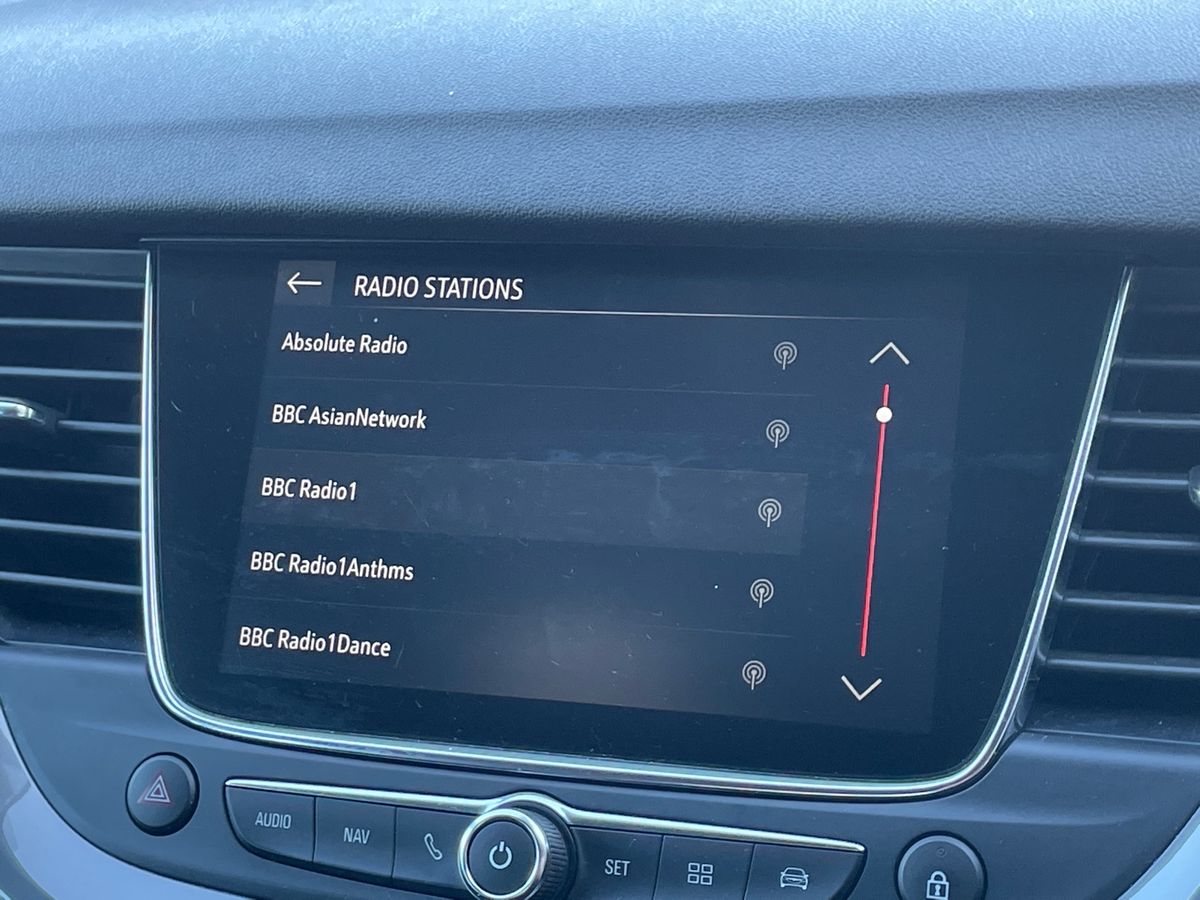 RADIO STATIONS
Absolute Radio
BBC AsianNetwork
BBC Radio1
BBC Radio1Anthms
BBC Radio1Dance
AUDIO
NAV
SET